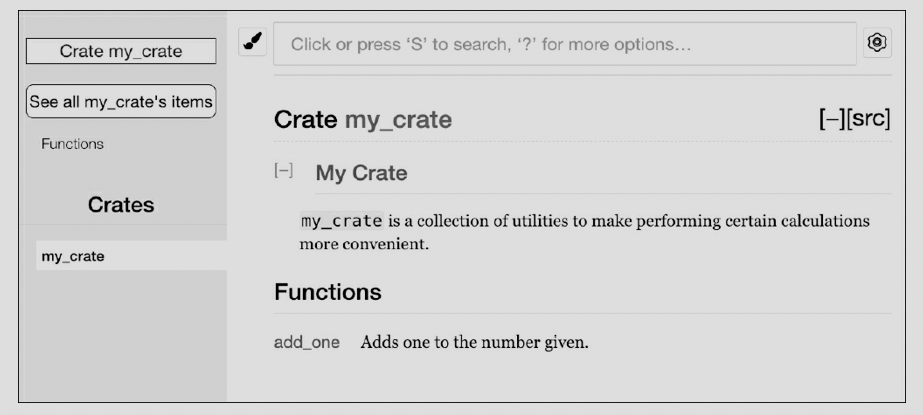 Crate my_crate
See all my_crate's items
Functions
Crates
my_crate
Click or press ‘S’ to search, ‘?’ for more options…
Crate my_crate [−][src]
[−] My Crate
my_crate is a collection of utilities to make performing certain calculations
more convenient.
Functions
add_one Adds one to the number given.